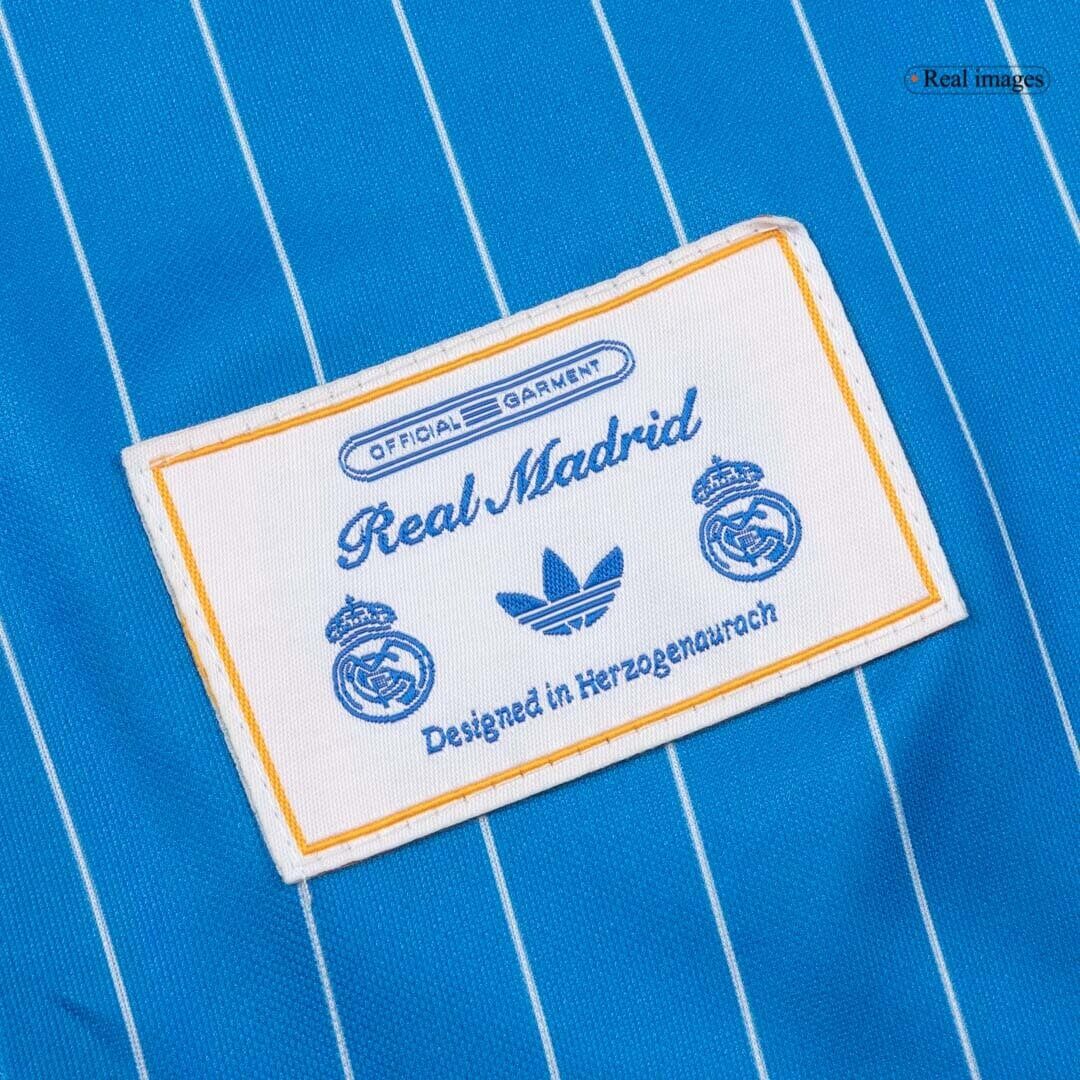 Real images
OFFICIAL GARMENT
Real Madrid
Designed in Herzogenaurach